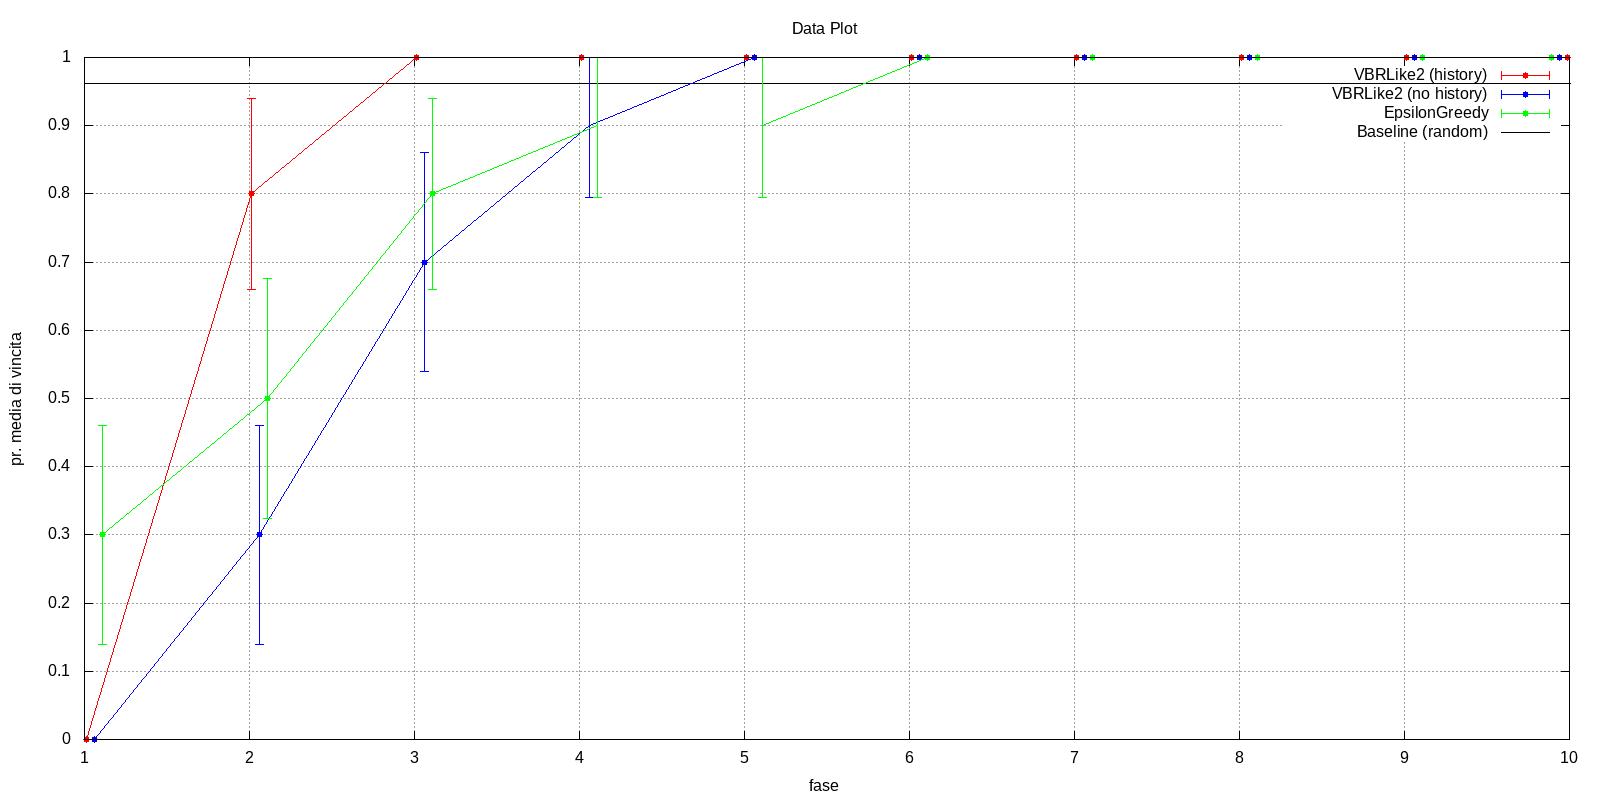 Data Plot
1
0.9
0.8
0.7
0.6
0.5
0.4
0.3
0.2
0.1
0
pr. media di vincita
VBRLike2 (history)
VBRLike2 (no history)
EpsilonGreedy
Baseline (random)
1 2 3 4 5 6 7 8 9 10
fase